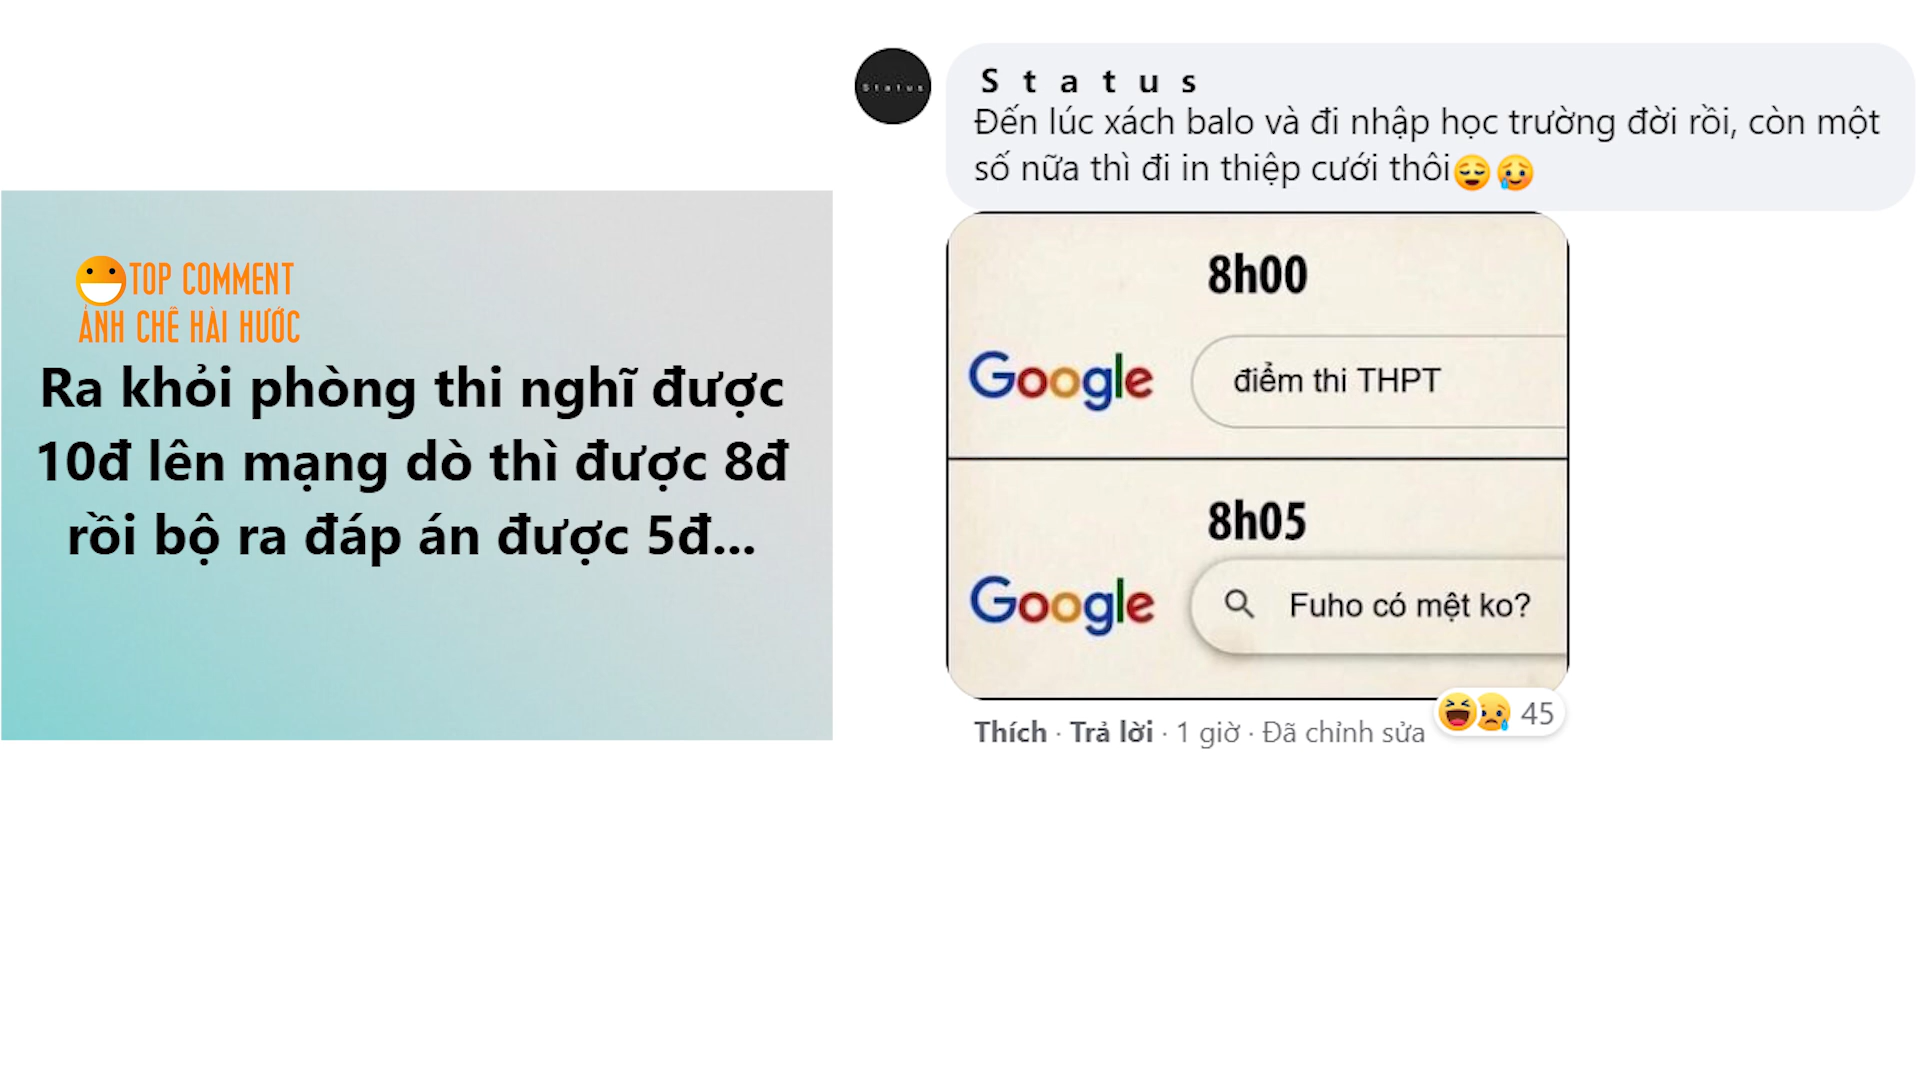 TOP COMMENT
ẢNH CHẾ HÀI HƯỚC
Ra khỏi phòng thi nghĩ được
10đ lên mạng dò thì được 8đ
rồi bộ ra đáp án được 5đ...
Status
S t a t u s
Đến lúc xách balo và đi nhập học trường đời rồi, còn một
số nữa thì đi in thiệp cưới thôi😌😥
8h00
Google
điểm thi THPT
8h05
Google
Fuho có mệt ko?
Thích · Trả lời · 1 giờ · Đã chỉnh sửa
45